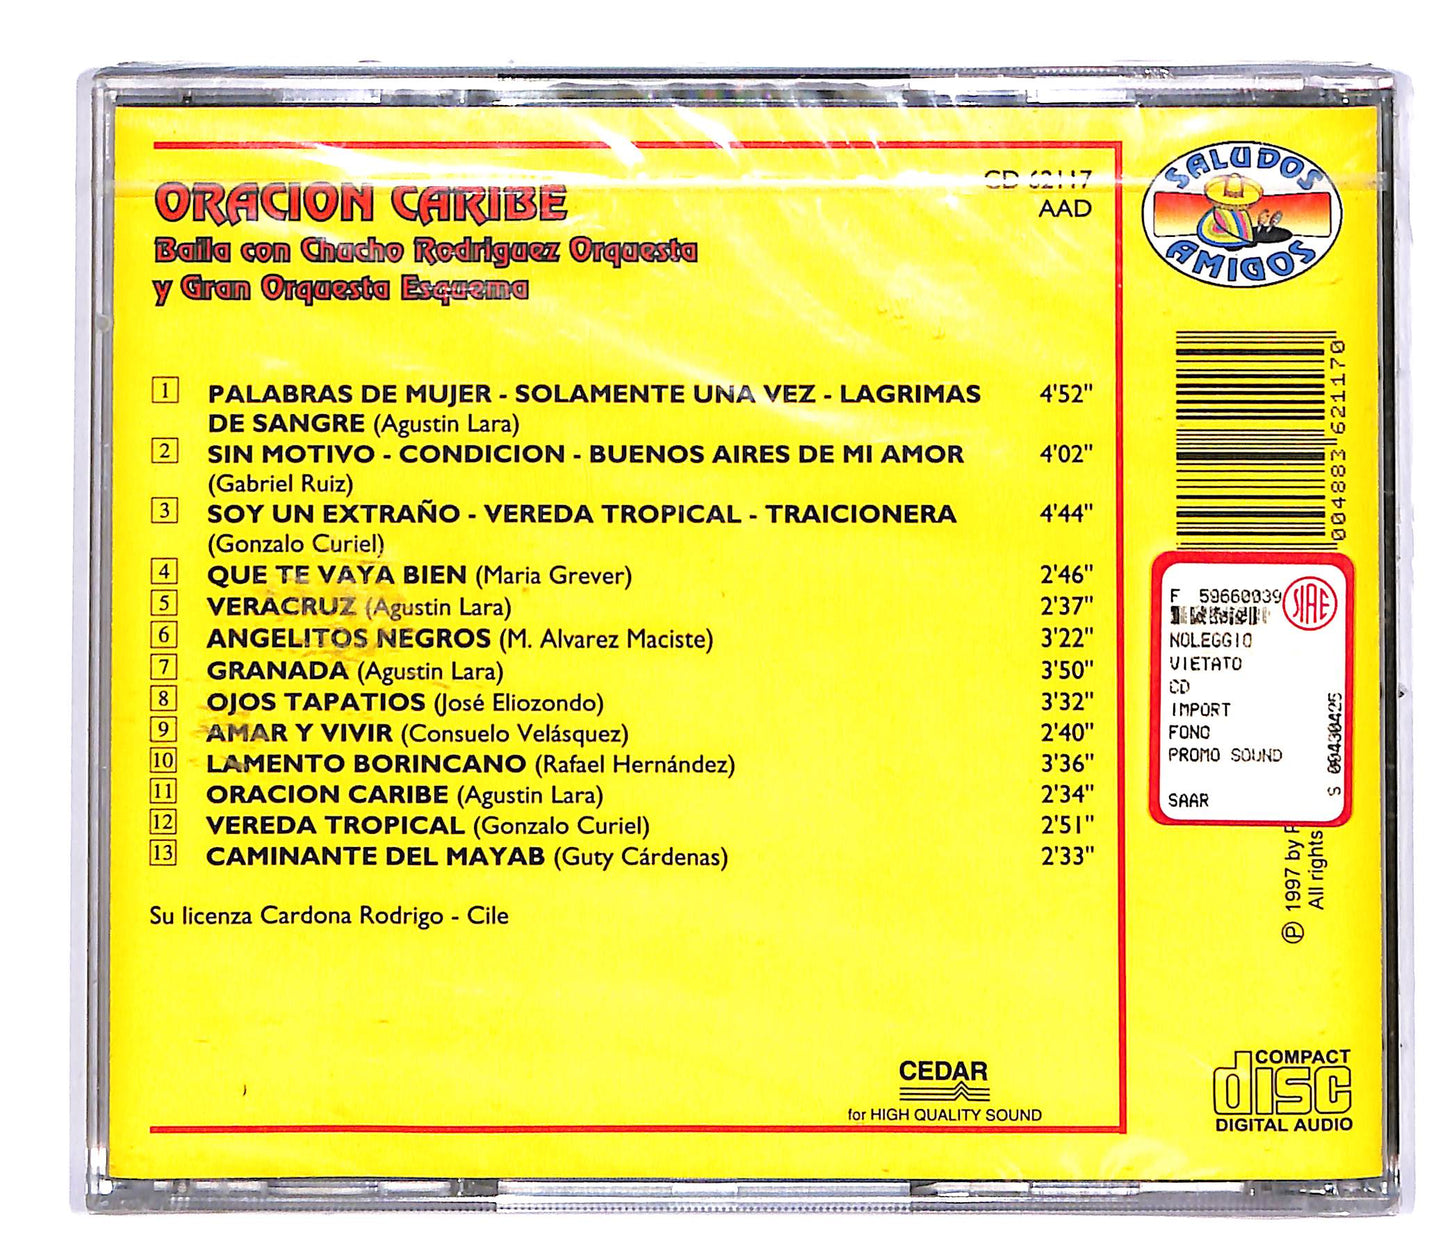 ORACION CARIBE
Baila con Chucho Rodriguez Orquesta
y Gran Orquesta Esquema
CD 62117
AAD
SALUDOS
AMIGOS
1 PALABRAS DE MUJER - SOLAMENTE UNA VEZ - LAGRIMAS 4'52"
DE SANGRE (Agustin Lara)
2 SIN MOTIVO - CONDICION - BUENOS AIRES DE MI AMOR 4'02"
(Gabriel Ruiz)
3 SOY UN EXTRAÑO - VEREDA TROPICAL - TRAICIONERA 4'44"
(Gonzalo Curiel)
4 QUE TE VAYA BIEN (Maria Grever) 2'46"
5 VERACRUZ (Agustin Lara) 2'37"
6 ANGELITOS NEGROS (M. Alvarez Maciste) 3'22"
7 GRANADA (Agustin Lara) 3'50"
8 OJOS TAPATIOS (José Eliozondo) 3'32"
9 AMAR Y VIVIR (Consuelo Velásquez) 2'40"
10 LAMENTO BORINCANO (Rafael Hernández) 3'36"
11 ORACION CARIBE (Agustin Lara) 2'34"
12 VEREDA TROPICAL (Gonzalo Curiel) 2'51"
13 CAMINANTE DEL MAYAB (Guty Cárdenas) 2'33"
Su licenza Cardona Rodrigo - Cile
CEDAR
for HIGH QUALITY SOUND
004883 621170
F 59660039
SIAE
NOLEGGIO
VIETATO
CD
IMPORT
FONO
PROMO SOUND
SAAR
S 00430425
℗ 1997 by
All rights
COMPACT
disc
DIGITAL AUDIO